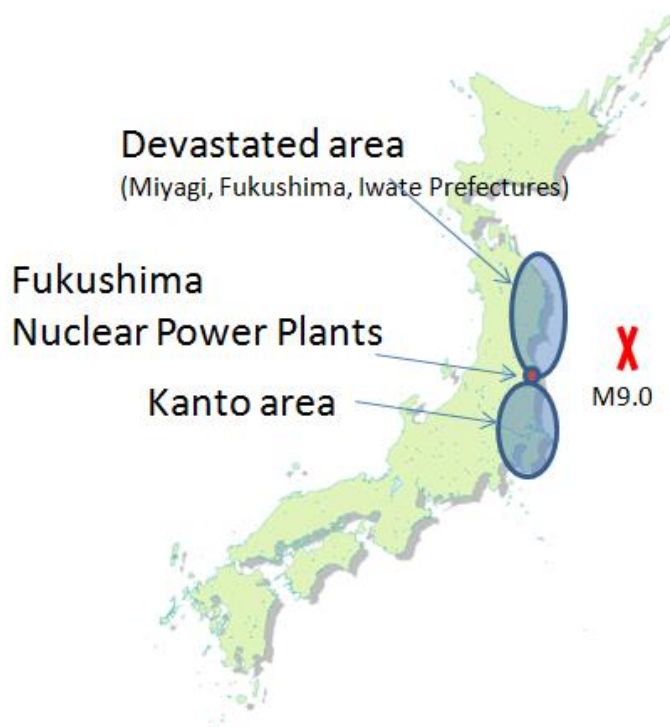 Devastated area
(Miyagi, Fukushima, Iwate Prefectures)
Fukushima
Nuclear Power Plants
Kanto area
M9.0